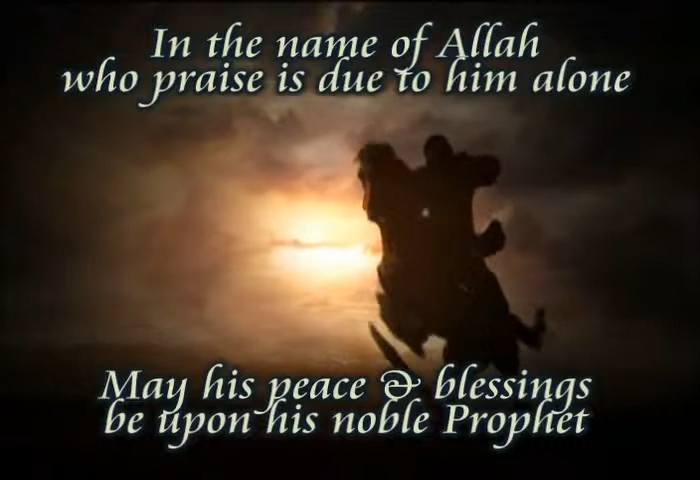 In the name of Allah
who praise is due to him alone
May his peace & blessings
be upon his noble Prophet